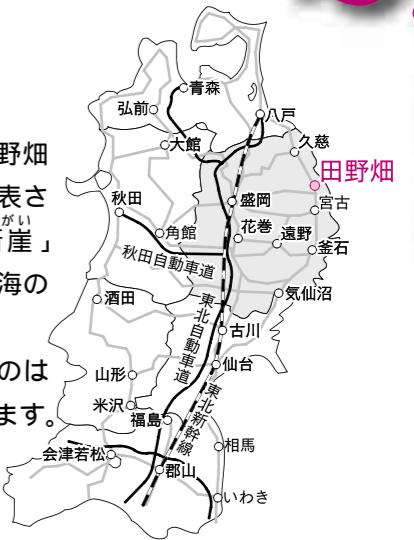 野畑
表さ
がい
断崖」
海の
のは
ます。
青森
弘前
八戸
大館
久慈
田野畑
秋田
盛岡
宮古
角館
花巻
遠野
釜石
秋田自動車道
酒田
気仙沼
東北自動車道
古川
山形
仙台
米沢
福島
東北新幹線
相馬
会津若松
郡山
いわき